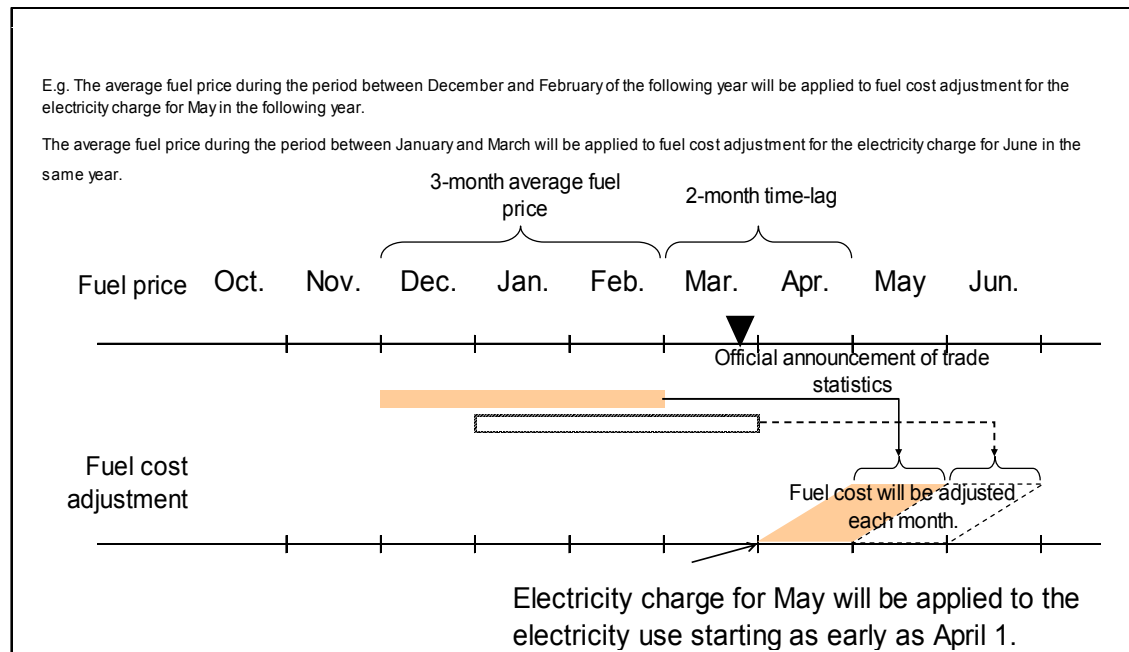 E.g. The average fuel price during the period between December and February of the following year will be applied to fuel cost adjustment for the
electricity charge for May in the following year.
The average fuel price during the period between January and March will be applied to fuel cost adjustment for the electricity charge for June in the
same year.
3-month average fuel
price
2-month time-lag
Fuel price Oct. Nov. Dec. Jan. Feb. Mar. Apr. May Jun.
Official announcement of trade
statistics
Fuel cost
adjustment
Fuel cost will be adjusted
each month.
Electricity charge for May will be applied to the
electricity use starting as early as April 1.